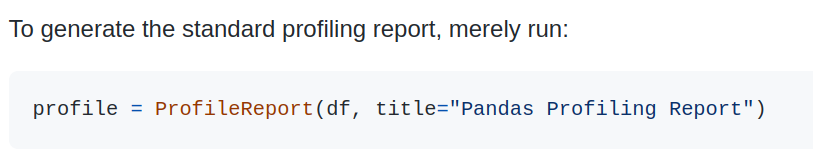 To generate the standard profiling report, merely run:
profile = ProfileReport(df, title="Pandas Profiling Report")